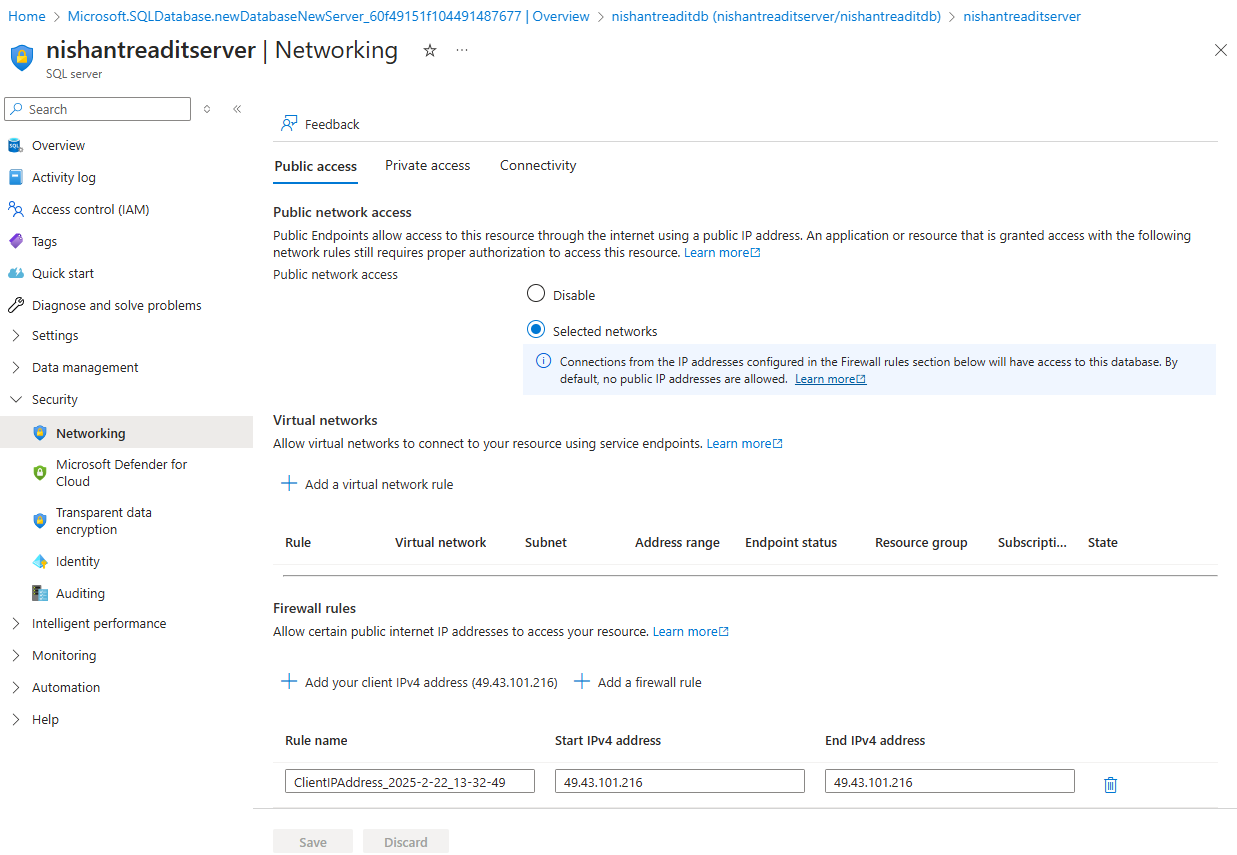 Home > Microsoft.SQLDatabase.newDatabaseNewServer_60f49151f104491487677 | Overview > nishantreaditdb (nishantreaditserver/nishantreaditdb) > nishantreaditserver
nishantreaditserver | Networking
SQL server
Search
Overview
Activity log
Access control (IAM)
Tags
Quick start
Diagnose and solve problems
Settings
Data management
Security
Networking
Microsoft Defender for
Cloud
Transparent data
encryption
Identity
Auditing
Intelligent performance
Monitoring
Automation
Help
Feedback
Public access Private access Connectivity
Public network access
Public Endpoints allow access to this resource through the internet using a public IP address. An application or resource that is granted access with the following
network rules still requires proper authorization to access this resource. Learn more
Public network access
Disable
Selected networks
Connections from the IP addresses configured in the Firewall rules section below will have access to this database. By
default, no public IP addresses are allowed. Learn more
Virtual networks
Allow virtual networks to connect to your resource using service endpoints. Learn more
Add a virtual network rule
Rule Virtual network Subnet Address range Endpoint status Resource group Subscripti... State
Firewall rules
Allow certain public internet IP addresses to access your resource. Learn more
Add your client IPv4 address (49.43.101.216) Add a firewall rule
Rule name Start IPv4 address End IPv4 address
ClientIPAddress_2025-2-22_13-32-49 49.43.101.216 49.43.101.216
Save Discard